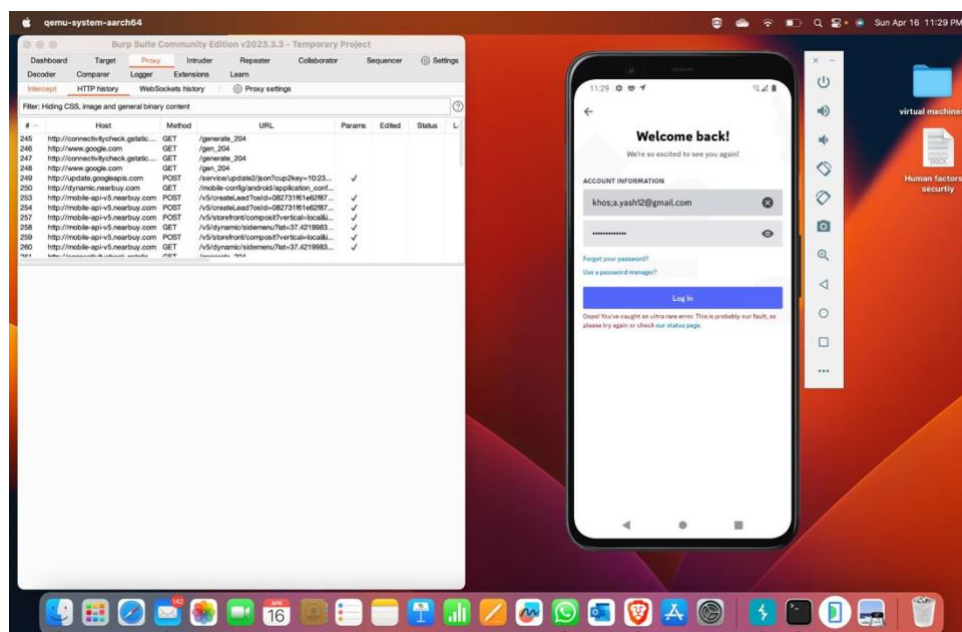 qemu-system-aarch64
Sun Apr 16 11:29 PM
Burp Suite Community Edition v2023.3.3 - Temporary Project
Dashboard Target Proxy Intruder Repeater Collaborator Sequencer Settings
Decoder Comparer Logger Extensions Learn
Intercept HTTP history WebSockets history Proxy settings
Filter: Hiding CSS, image and general binary content
# Host Method URL Params Edited Status L
245 http://connectivitycheck.gstatic.... GET /generate_204
246 http://www.google.com GET /gen_204
247 http://connectivitycheck.gstatic.... GET /generate_204
248 http://www.google.com GET /gen_204
249 http://update.googleapis.com POST /service/update2/json?cup2key=10:23... ✓
250 http://dynamic.nearbuy.com GET /mobile-config/android/application_conf...
253 http://mobile-api-v5.nearbuy.com POST ✓
254 http://mobile-api-v5.nearbuy.com POST ✓
257 http://mobile-api-v5.nearbuy.com POST /v5/storefront/composit?vertical=local&i... ✓
258 http://mobile-api-v5.nearbuy.com GET /v5/dynamic/sidemenu?lat=37.4219983... ✓
259 http://mobile-api-v5.nearbuy.com POST /v5/storefront/composit?vertical=local&i... ✓
260 http://mobile-api-v5.nearbuy.com GET /v5/dynamic/sidemenu?lat=37.4219983... ✓
11:29
Welcome back!
We're so excited to see you again!
ACCOUNT INFORMATION
khos;a.yash12@gmail.com
Forgot your password?
Use a password manager?
Log In
Oops! You've caught an ultra rare error. This is probably our fault, so
please try again or check our status page.
virtual machines
DOCX
Human factors
securtiy
142
APR
16